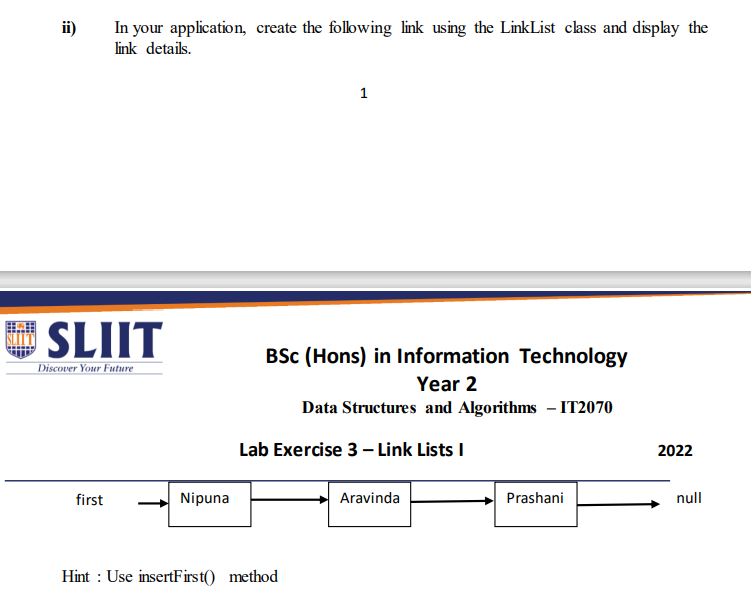 ii) In your application, create the following link using the LinkList class and display the
link details.
1
SLIIT
SLIIT
Discover Your Future
BSc (Hons) in Information Technology
Year 2
Data Structures and Algorithms – IT2070
Lab Exercise 3 – Link Lists I 2022
first Nipuna Aravinda Prashani null
Hint : Use insertFirst() method